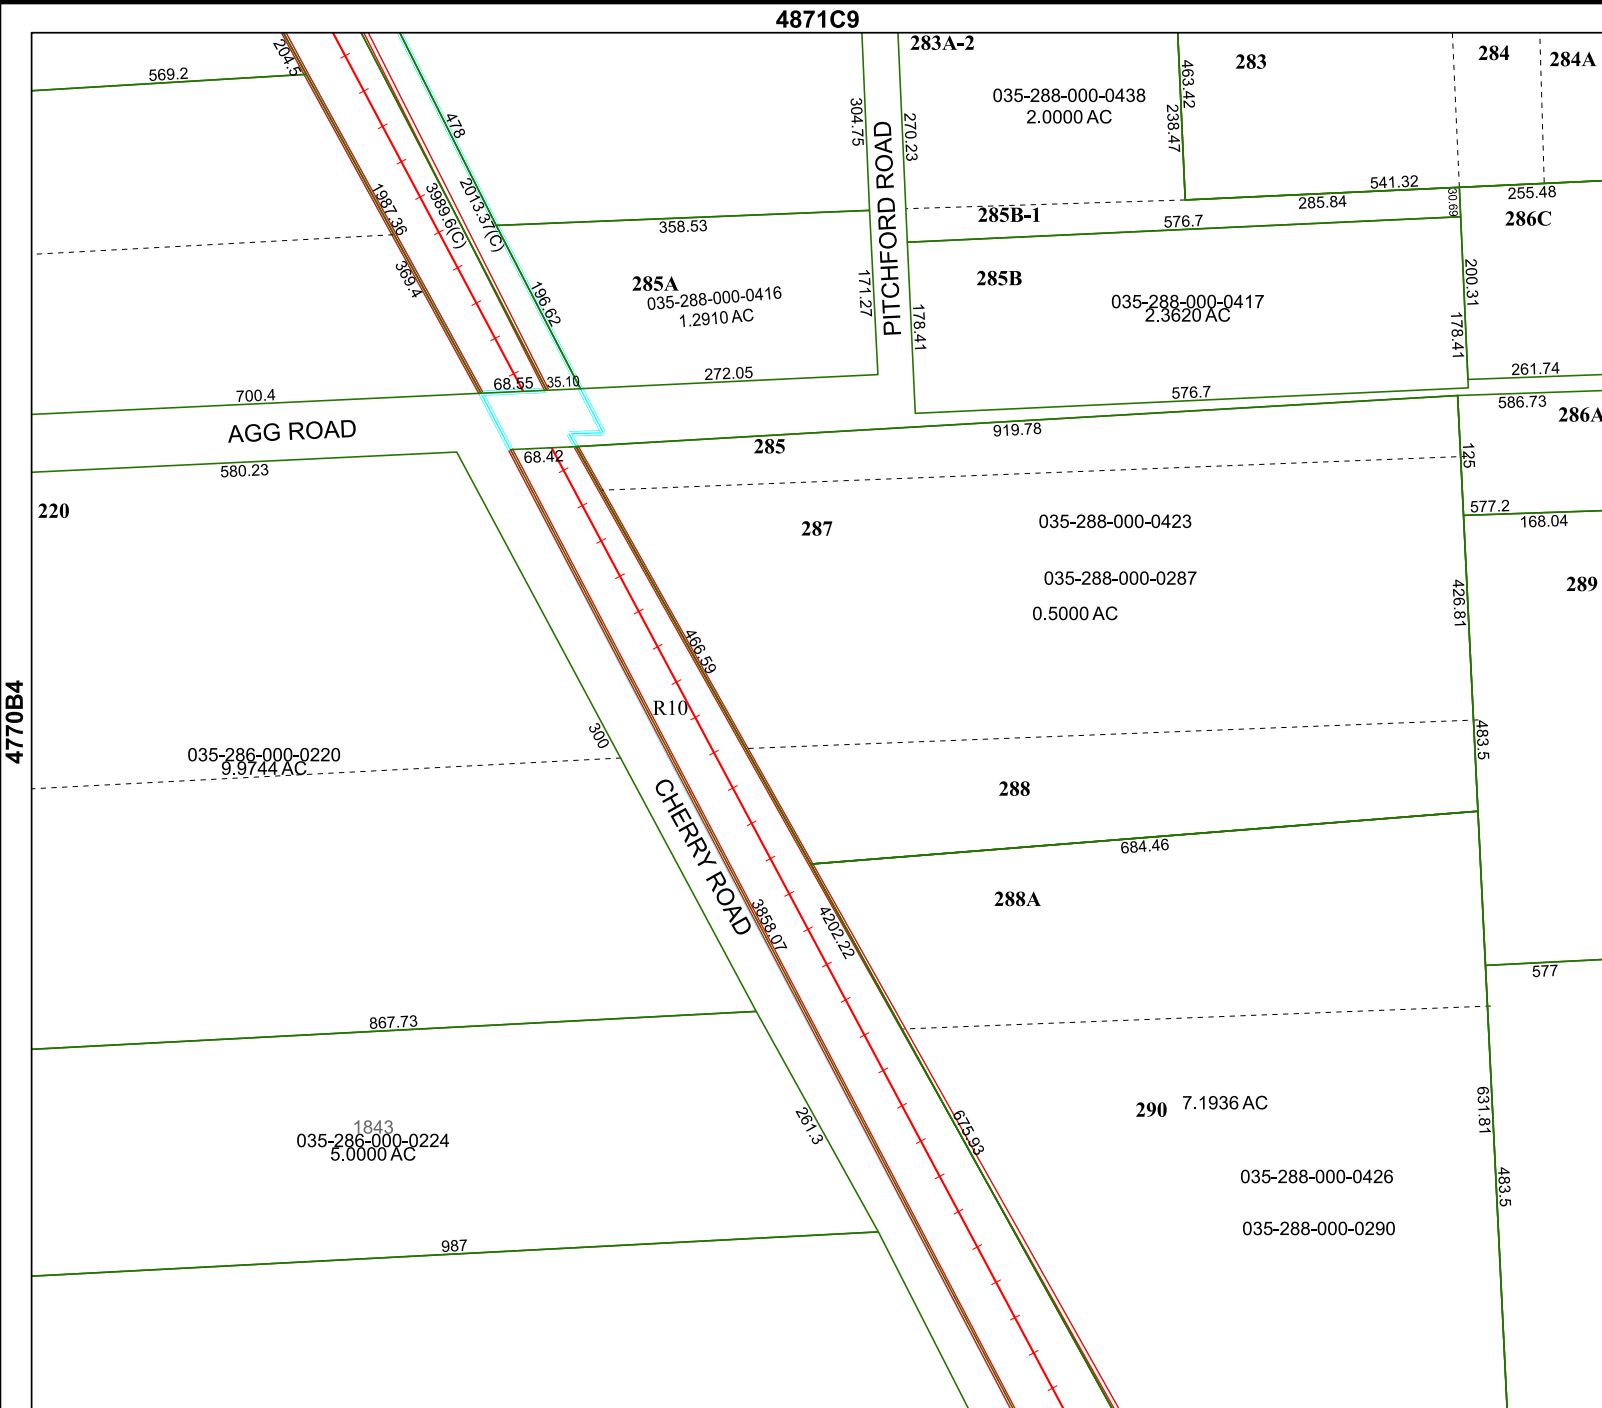 4871C9
4770B4
204.5
569.2
478
1987.36
3989.6(C)
2013.37(C)
369.4
196.62
358.53
304.75
PITCHFORD ROAD
270.23
283A-2
035-288-000-0438
2.0000 AC
463.42
238.47
283
284
284A
541.32
285.84
30.69
255.48
286C
285B-1
576.7
285A
035-288-000-0416
1.2910 AC
171.27
178.41
285B
035-288-000-0417
2.3620 AC
200.31
178.41
700.4
68.55
35.10
272.05
576.7
261.74
586.73
286A
AGG ROAD
580.23
68.42
285
919.78
125
220
287
035-288-000-0423
577.2
168.04
035-288-000-0287
0.5000 AC
426.81
289
466.59
R10
300
483.5
035-286-000-0220
9.9744 AC
CHERRY ROAD
288
684.46
288A
3858.07
4202.22
577
867.73
1843
035-286-000-0224
5.0000 AC
261.3
675.93
290
7.1936 AC
631.81
035-288-000-0426
483.5
035-288-000-0290
987